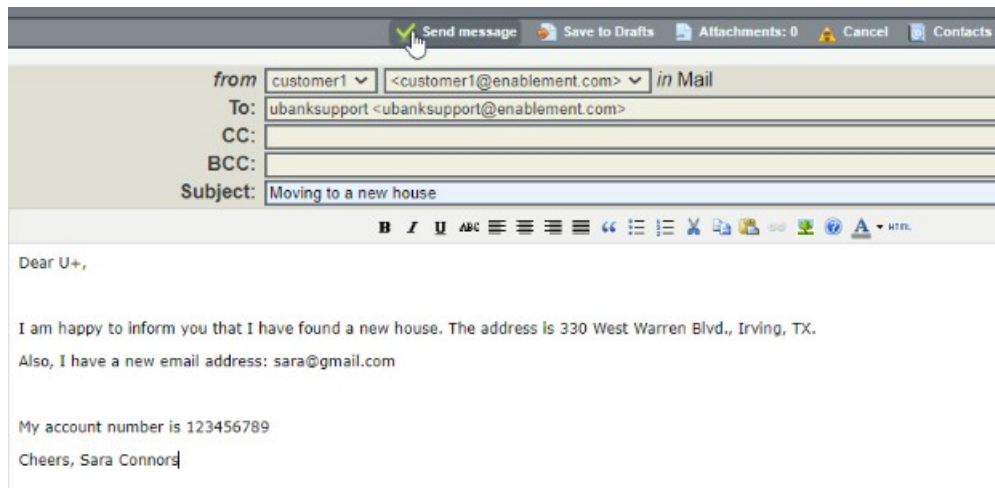 Send message Save to Drafts Attachments: 0 Cancel Contacts
from customer1 <customer1@enablement.com> in Mail
To: ubanksupport <ubanksupport@enablement.com>
CC:
BCC:
Subject: Moving to a new house
B I U ABC A HTML
Dear U+,
I am happy to inform you that I have found a new house. The address is 330 West Warren Blvd., Irving, TX.
Also, I have a new email address: sara@gmail.com
My account number is 123456789
Cheers, Sara Connors